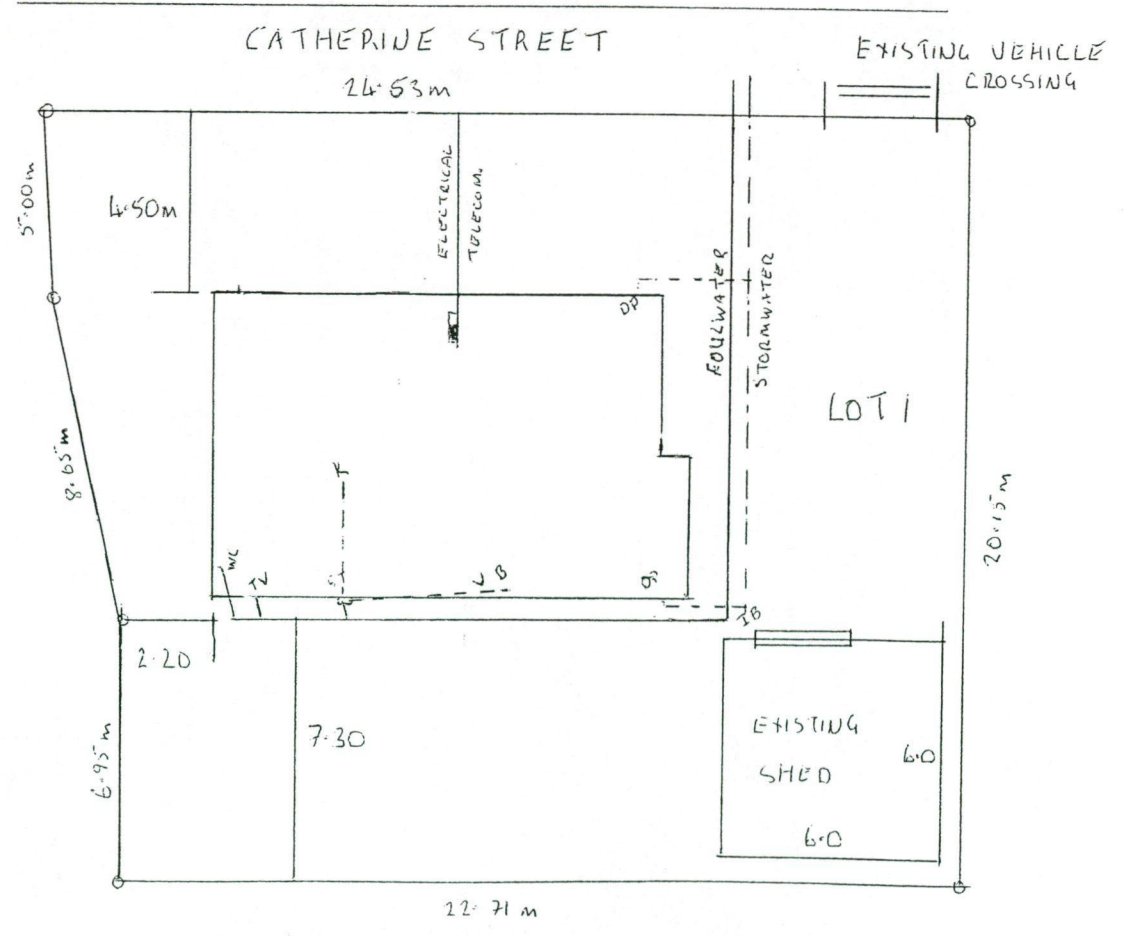 CATHERINE STREET
EXISTING VEHICLE
CROSSING
24.53m
5.00m
4.50m
ELECTRICAL
TELECOM.
FOULWATER
STORMWATER
DP
LOT 1
8.65m
20.15m
WC
B
IB
2.20
7.30
6.95m
EXISTING
SHED
6.0
6.0
22.71m